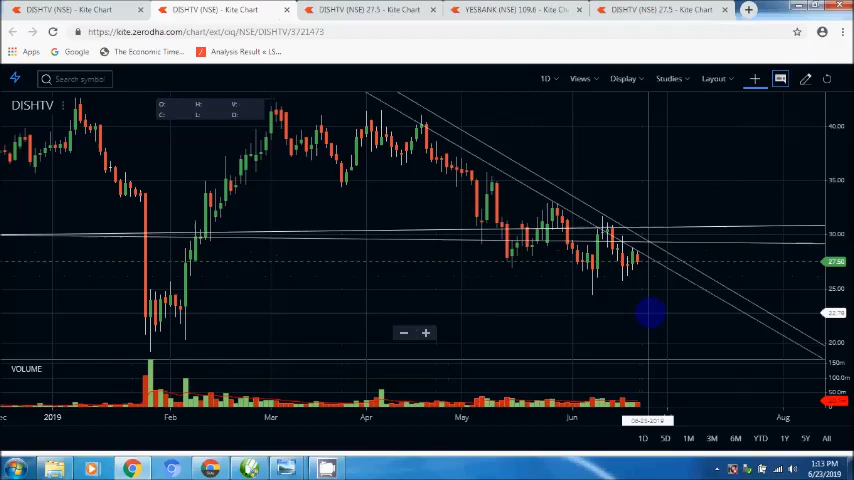 DISHTV (NSE) - Kite Chart
DISHTV (NSE) - Kite Chart
DISHTV (NSE) 27.5 - Kite Chart
YESBANK (NSE) 109.6 - Kite Chart
DISHTV (NSE) 27.5 - Kite Chart
https://kite.zerodha.com/chart/ext/ciq/NSE/DISHTV/3721473
Apps
Google
The Economic Times...
Analysis Result « LS...
Search symbol
1D
Views
Display
Studies
Layout
DISHTV
O: H: V:
C: L: D:
40.00
35.00
30.00
27.50
25.00
20.00
VOLUME
150m
100.0m
2019
Feb
Mar
Apr
May
Jun
Aug
1D
5D
1M
3M
6M
YTD
1Y
5Y
All
1:13 PM
6/23/2019